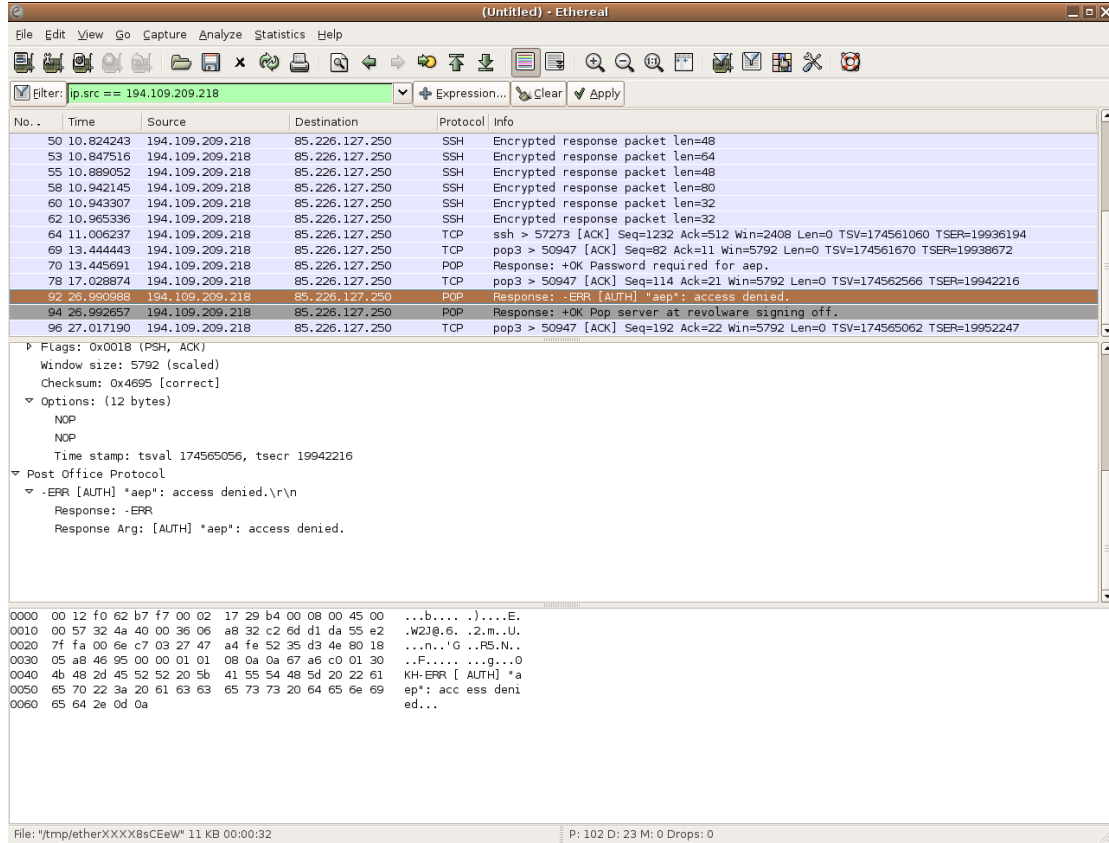 (Untitled) - Ethereal
File Edit View Go Capture Analyze Statistics Help
Filter: ip.src == 194.109.209.218 Expression... Clear Apply
No. . Time Source Destination Protocol Info
50 10.824243 194.109.209.218 85.226.127.250 SSH Encrypted response packet len=48
53 10.847516 194.109.209.218 85.226.127.250 SSH Encrypted response packet len=64
55 10.889052 194.109.209.218 85.226.127.250 SSH Encrypted response packet len=48
58 10.942145 194.109.209.218 85.226.127.250 SSH Encrypted response packet len=80
60 10.943307 194.109.209.218 85.226.127.250 SSH Encrypted response packet len=32
62 10.965336 194.109.209.218 85.226.127.250 SSH Encrypted response packet len=32
64 11.006237 194.109.209.218 85.226.127.250 TCP ssh > 57273 [ACK] Seq=1232 Ack=512 Win=2408 Len=0 TSV=174561060 TSER=19936194
69 13.444443 194.109.209.218 85.226.127.250 TCP pop3 > 50947 [ACK] Seq=82 Ack=11 Win=5792 Len=0 TSV=174561670 TSER=19938672
70 13.445691 194.109.209.218 85.226.127.250 POP Response: +OK Password required for aep.
78 17.028874 194.109.209.218 85.226.127.250 TCP pop3 > 50947 [ACK] Seq=114 Ack=21 Win=5792 Len=0 TSV=174562566 TSER=19942216
92 26.990988 194.109.209.218 85.226.127.250 POP Response: -ERR [AUTH] "aep": access denied.
94 26.992657 194.109.209.218 85.226.127.250 POP Response: +OK Pop server at revolware signing off.
96 27.017190 194.109.209.218 85.226.127.250 TCP pop3 > 50947 [ACK] Seq=192 Ack=22 Win=5792 Len=0 TSV=174565062 TSER=19952247
Flags: 0x0018 (PSH, ACK)
Window size: 5792 (scaled)
Checksum: 0x4695 [correct]
Options: (12 bytes)
NOP
NOP
Time stamp: tsval 174565056, tsecr 19942216
Post Office Protocol
-ERR [AUTH] "aep": access denied.\r\n
Response: -ERR
Response Arg: [AUTH] "aep": access denied.
0000 00 12 f0 62 b7 f7 00 02 17 29 b4 00 08 00 45 00 ...b.... .)....E.
0010 00 57 32 4a 40 00 36 06 a8 32 c2 6d d1 da 55 e2 .W2J@.6. .2.m..U.
0020 7f fa 00 6e c7 03 27 47 a4 fe 52 35 d3 4e 80 18 ...n..'G ..R5.N..
0030 05 a8 46 95 00 00 01 01 08 0a 0a 67 a6 c0 01 30 ..F..... ...g...0
0040 4b 48 2d 45 52 52 20 5b 41 55 54 48 5d 20 22 61 KH-ERR [ AUTH] "a
0050 65 70 22 3a 20 61 63 63 65 73 73 20 64 65 6e 69 ep": acc ess deni
0060 65 64 2e 0d 0a ed...
File: "/tmp/etherXXXX8sCEeW" 11 KB 00:00:32 P: 102 D: 23 M: 0 Drops: 0